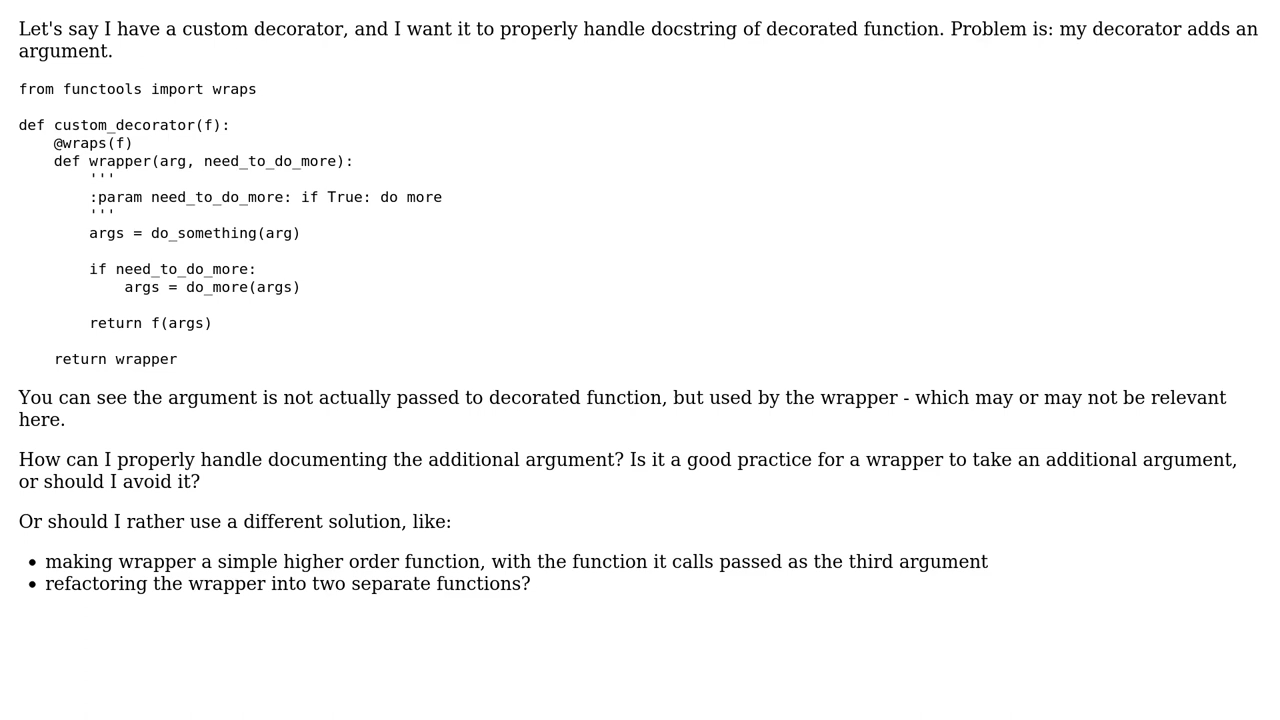 Let's say I have a custom decorator, and I want it to properly handle docstring of decorated function. Problem is: my decorator adds an
argument.
from functools import wraps
def custom_decorator(f):
    @wraps(f)
    def wrapper(arg, need_to_do_more):
        '''
        :param need_to_do_more: if True: do more
        '''
        args = do_something(arg)
        if need_to_do_more:
            args = do_more(args)
        return f(args)
    return wrapper
You can see the argument is not actually passed to decorated function, but used by the wrapper - which may or may not be relevant
here.
How can I properly handle documenting the additional argument? Is it a good practice for a wrapper to take an additional argument,
or should I avoid it?
Or should I rather use a different solution, like:
• making wrapper a simple higher order function, with the function it calls passed as the third argument
• refactoring the wrapper into two separate functions?